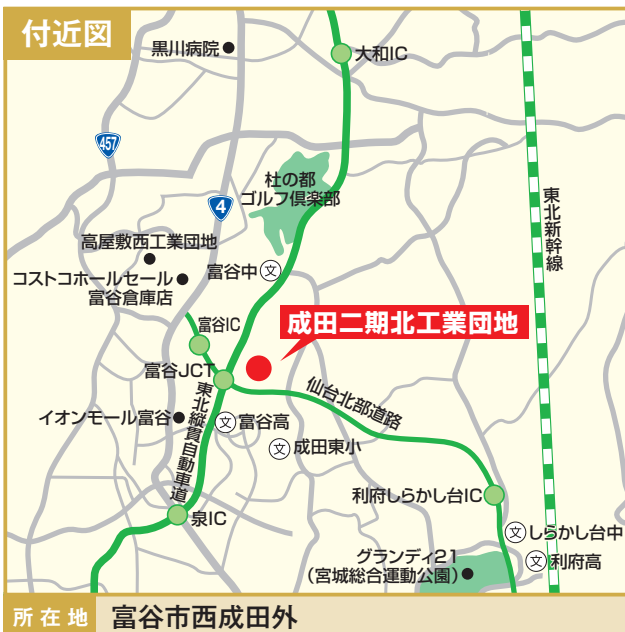 付近図
黒川病院
大和IC
457
杜の都
ゴルフ倶楽部
4
東北新幹線
高屋敷西工業団地
コストコホールセール
富谷倉庫店
富谷中
文
富谷IC
成田二期北工業団地
富谷JCT
仙台北部道路
イオンモール富谷
東北縦貫自動車道
文
富谷高
文
成田東小
利府しらかし台IC
泉IC
文
しらかし台中
グランディ21
(宮城総合運動公園)
文
利府高
所在地
富谷市西成田外